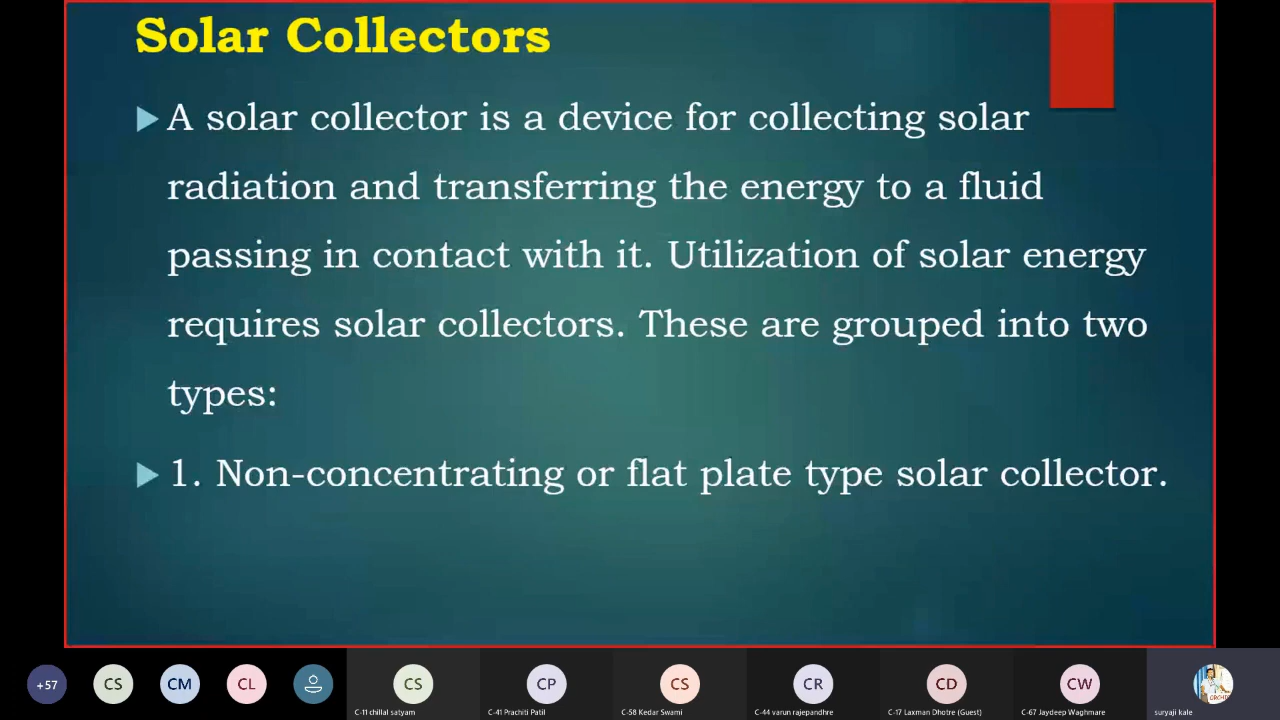 Solar Collectors
A solar collector is a device for collecting solar
radiation and transferring the energy to a fluid
passing in contact with it. Utilization of solar energy
requires solar collectors. These are grouped into two
types:
1. Non-concentrating or flat plate type solar collector.
+57
CS
CM
CL
CS
CP
CS
CR
CD
CW
C-11 chillal satyam
C-41 Prachiti Patil
C-58 Kedar Swami
C-44 varun rajepandhre
C-17 Laxman Dhotre (Guest)
C-67 Jaydeep Waghmare
suryaji kale